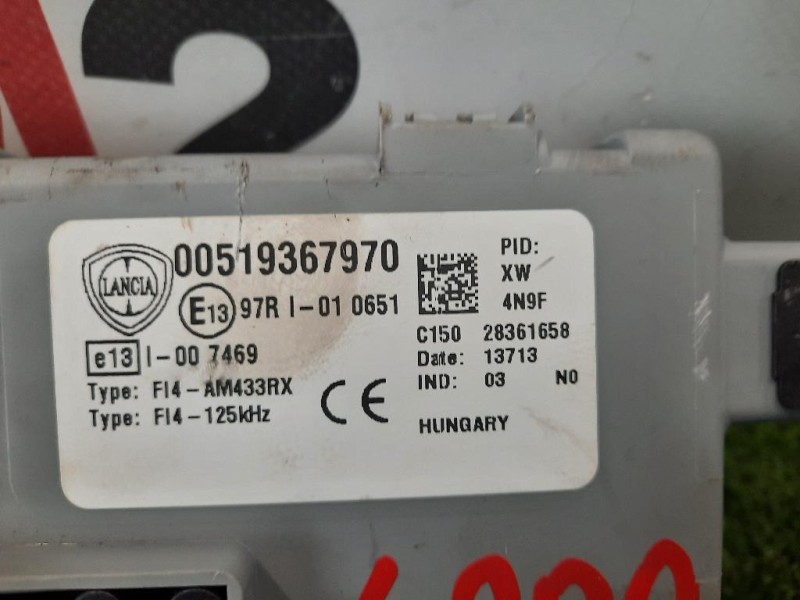 2
LANCIA
00519367970
PID:
XW
4N9F
E13 97R I-01 0651
C150 28361658
e13 I-00 7469
Date: 13713
Type: FI4-AM433RX
IND: 03 N0
Type: FI4-125kHz
CE
HUNGARY